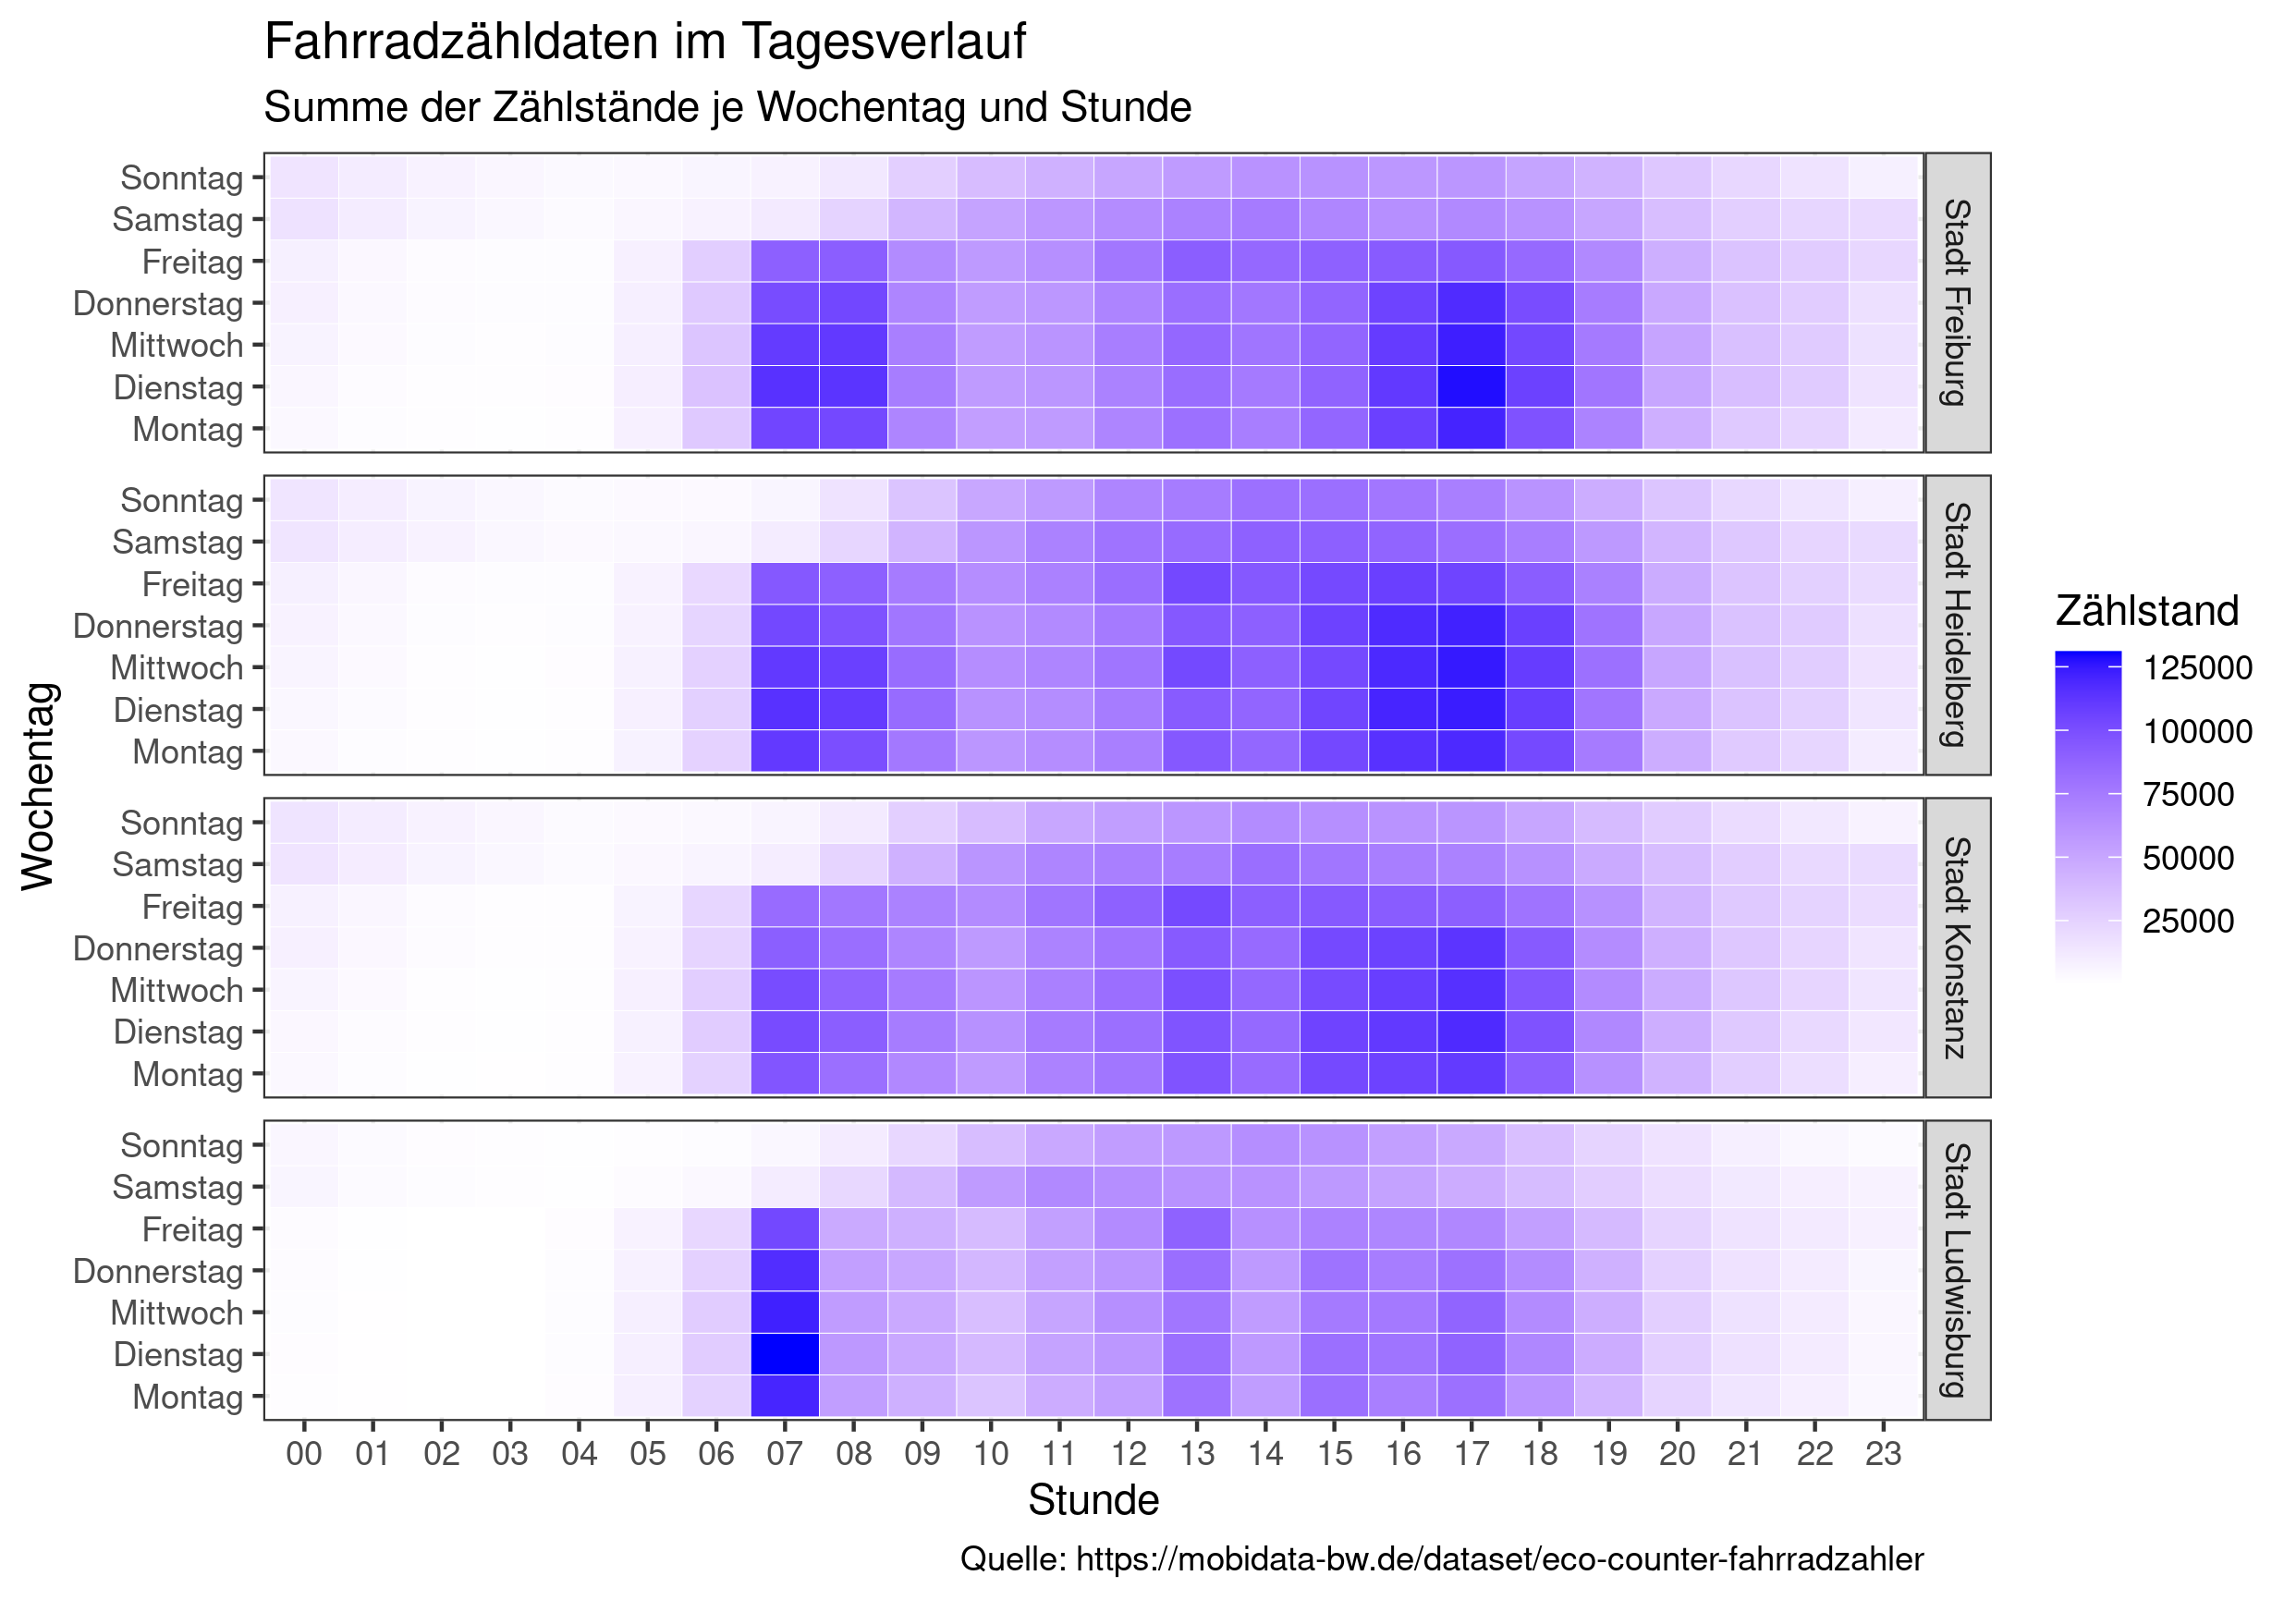 Fahrradzähldaten im Tagesverlauf
Summe der Zählstände je Wochentag und Stunde
Wochentag
Sonntag
Samstag
Freitag
Donnerstag
Mittwoch
Dienstag
Montag
Stadt Freiburg
Sonntag
Samstag
Freitag
Donnerstag
Mittwoch
Dienstag
Montag
Stadt Heidelberg
Sonntag
Samstag
Freitag
Donnerstag
Mittwoch
Dienstag
Montag
Stadt Konstanz
Sonntag
Samstag
Freitag
Donnerstag
Mittwoch
Dienstag
Montag
Stadt Ludwisburg
00 01 02 03 04 05 06 07 08 09 10 11 12 13 14 15 16 17 18 19 20 21 22 23
Stunde
Zählstand
125000
100000
75000
50000
25000
Quelle: https://mobidata-bw.de/dataset/eco-counter-fahrradzahler